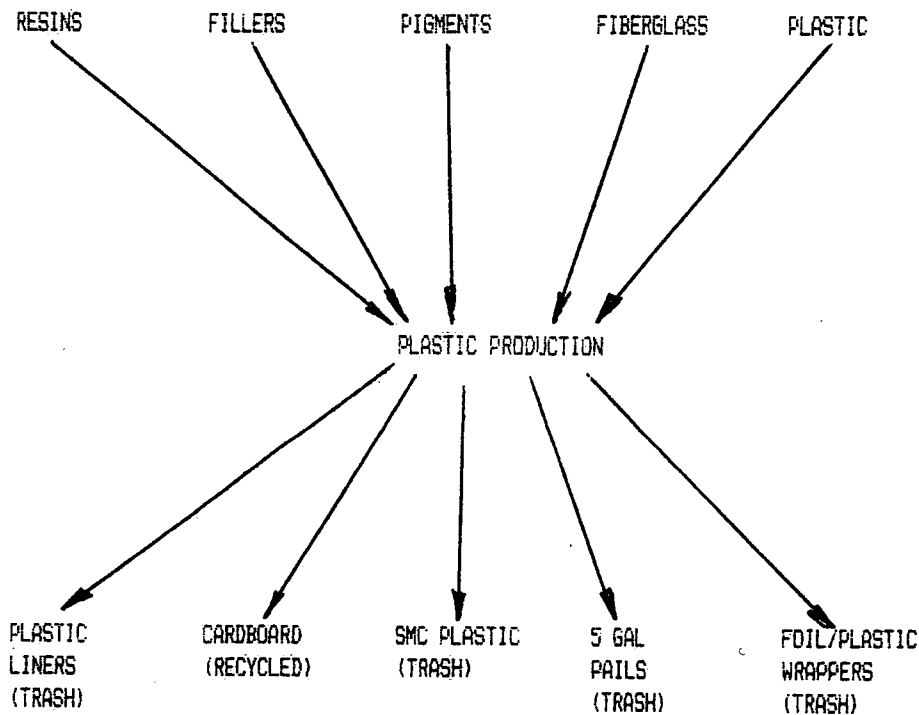 RESINS
FILLERS
PIGMENTS
FIBERGLASS
PLASTIC
PLASTIC PRODUCTION
PLASTIC
LINERS
(TRASH)
CARDBOARD
(RECYCLED)
SMC PLASTIC
(TRASH)
5 GAL
PAILS
(TRASH)
FOIL/PLASTIC
WRAPPERS
(TRASH)